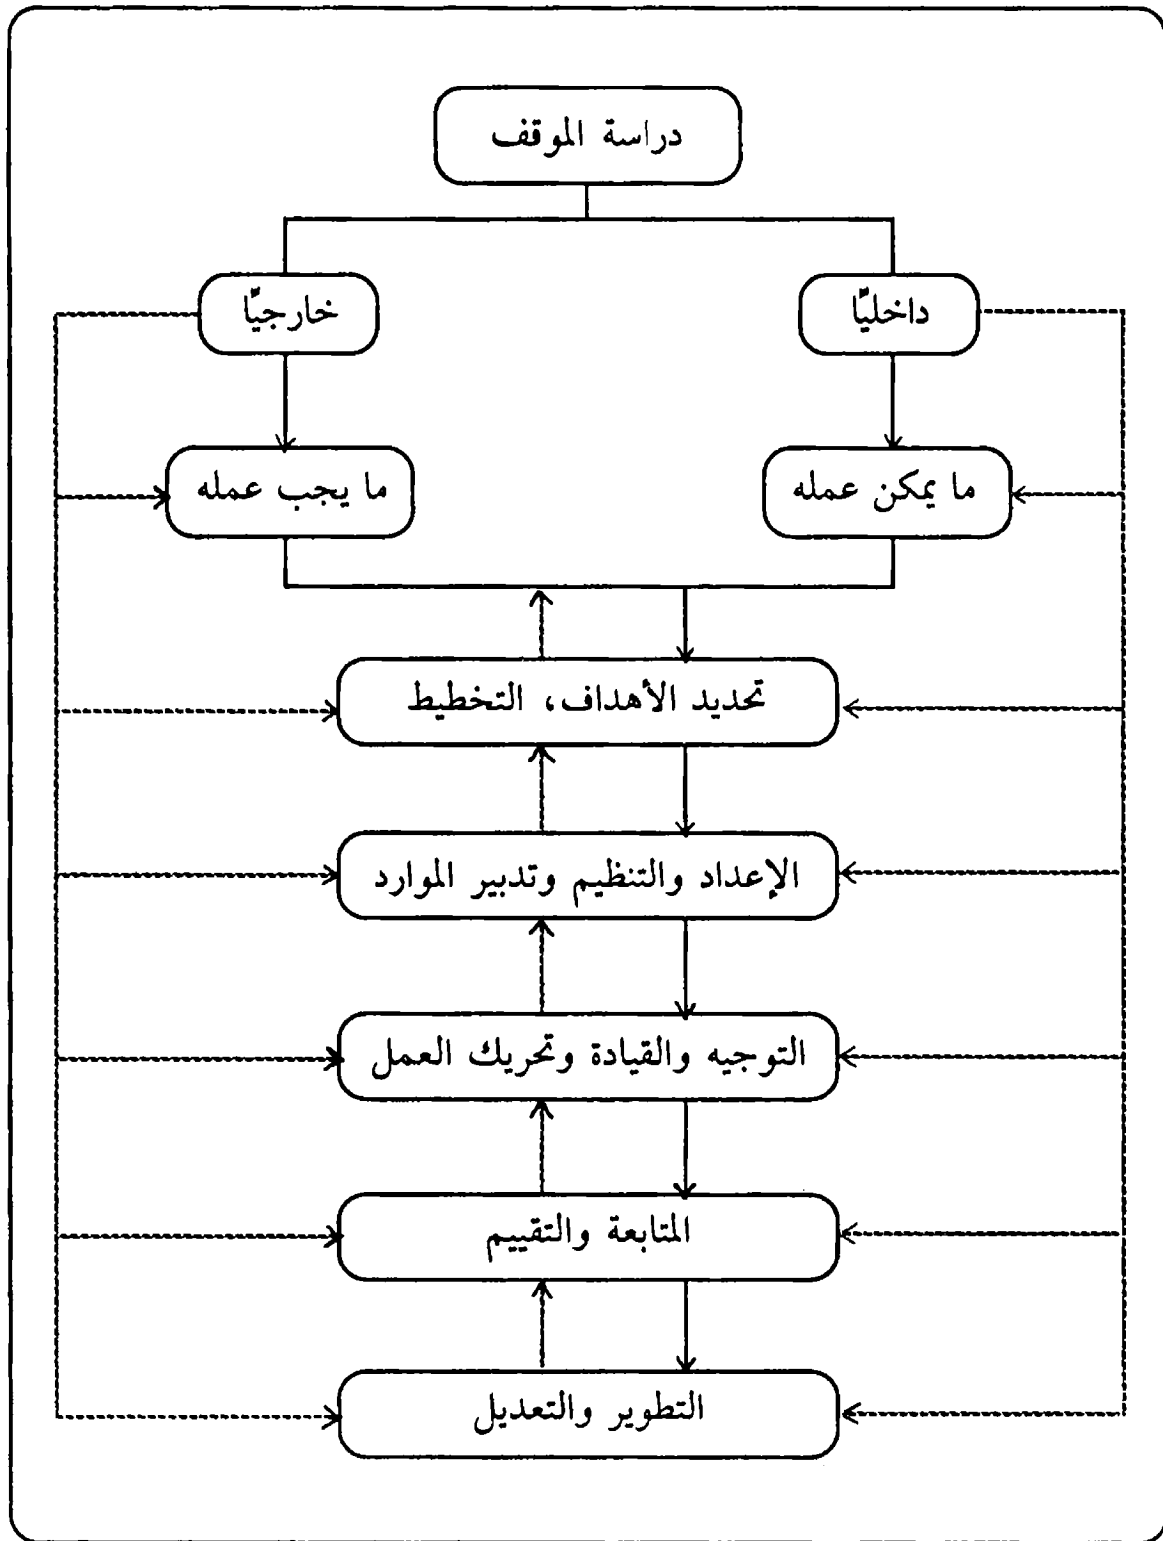 دراسة الموقف
داخليًّا
خارجيًّا
ما يمكن عمله
ما يجب عمله
تحديد الأهداف، التخطيط
الإعداد والتنظيم وتدبير الموارد
التوجيه والقيادة وتحريك العمل
المتابعة والتقييم
التطوير والتعديل